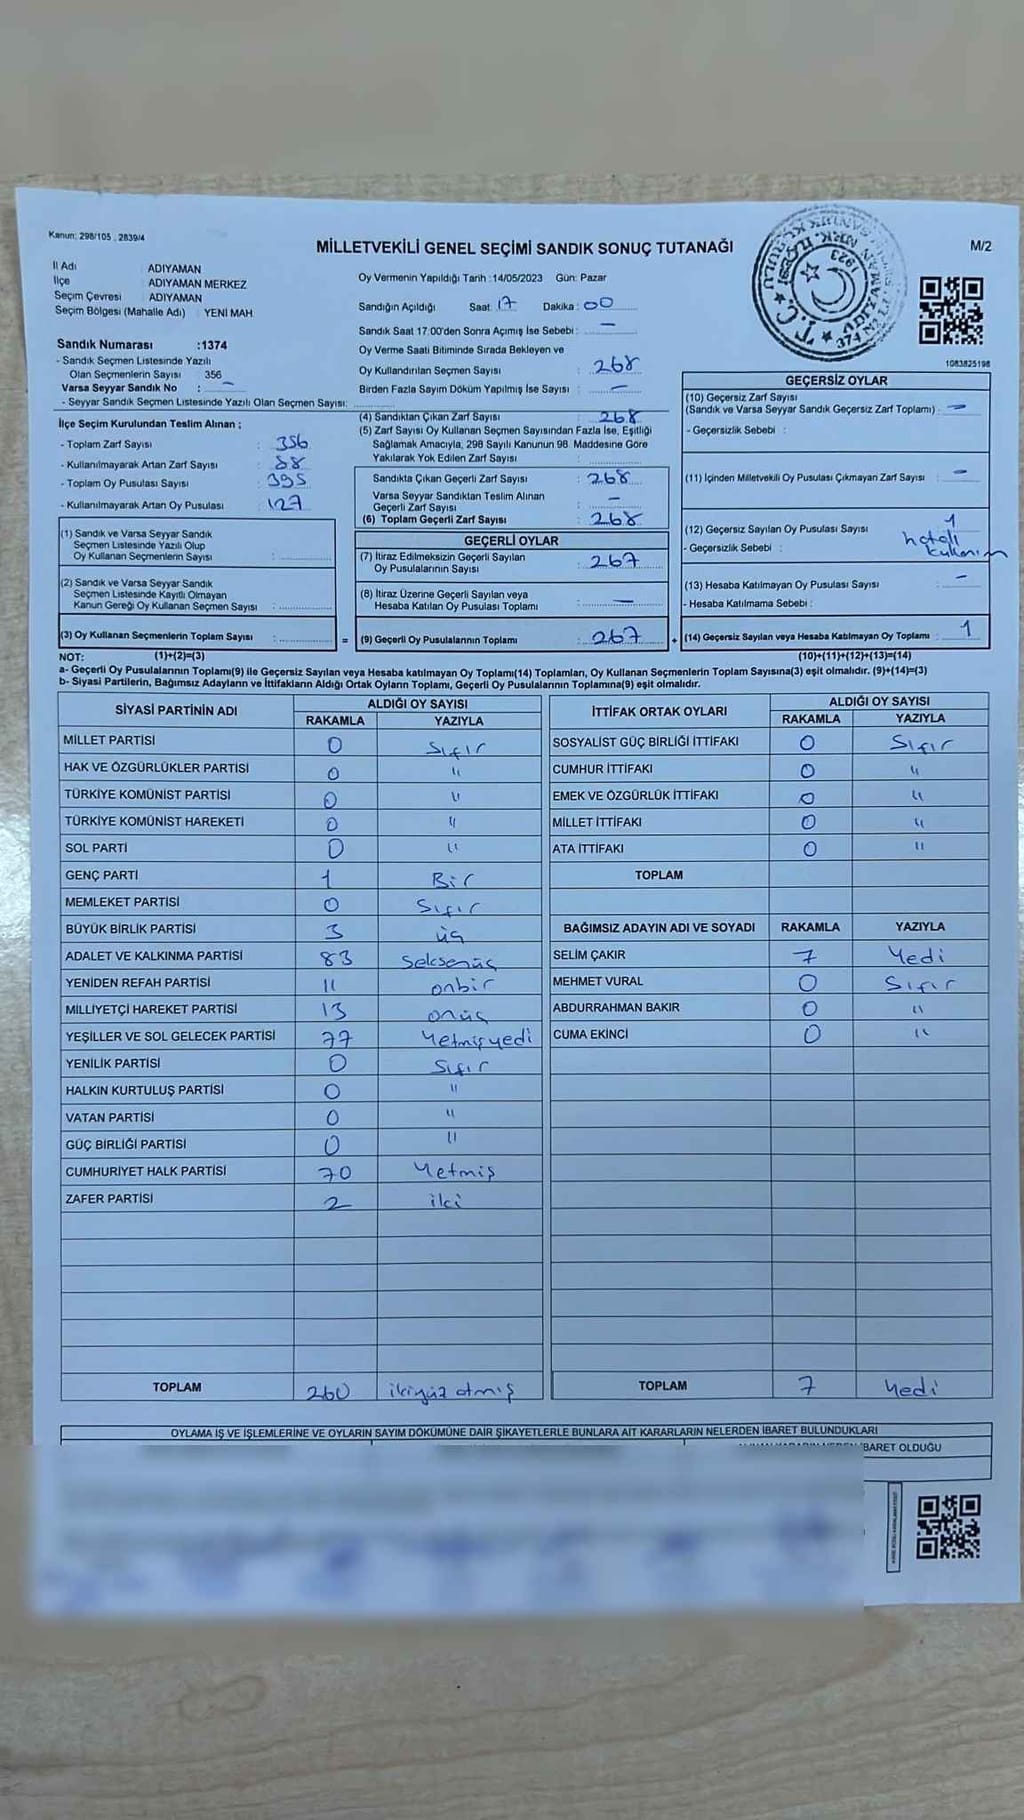 Kanun: 298/105 , 2839/4
MİLLETVEKİLİ GENEL SEÇİMİ SANDIK SONUÇ TUTANAĞI
M/2
İl Adı ADIYAMAN
İlçe ADIYAMAN MERKEZ
Seçim Çevresi ADIYAMAN
Seçim Bölgesi (Mahalle Adı) YENİ MAH
Sandık Numarası :1374
- Sandık Seçmen Listesinde Yazılı
Olan Seçmenlerin Sayısı 356
Varsa Seyyar Sandık No : –
- Seyyar Sandık Seçmen Listesinde Yazılı Olan Seçmen Sayısı:
İlçe Seçim Kurulundan Teslim Alınan ;
- Toplam Zarf Sayısı : 356
- Kullanılmayarak Artan Zarf Sayısı : 88
- Toplam Oy Pusulası Sayısı : 395
- Kullanılmayarak Artan Oy Pusulası : 127
(1) Sandık ve Varsa Seyyar Sandık
Seçmen Listesinde Yazılı Olup
Oy Kullanan Seçmenlerin Sayısı :
(2) Sandık ve Varsa Seyyar Sandık
Seçmen Listesinde Kayıtlı Olmayan
Kanun Gereği Oy Kullanan Seçmen Sayısı :
(3) Oy Kullanan Seçmenlerin Toplam Sayısı :
Oy Vermenin Yapıldığı Tarih :14/05/2023 Gün: Pazar
Sandığın Açıldığı Saat: 17 Dakika : 00
Sandık Saat 17:00'den Sonra Açımış İse Sebebi : –
Oy Verme Saati Bitiminde Sırada Bekleyen ve
Oy Kullandırılan Seçmen Sayısı : 268
Birden Fazla Sayım Döküm Yapılmış İse Sayısı : –
(4) Sandıktan Çıkan Zarf Sayısı : 268
(5) Zarf Sayısı Oy Kullanan Seçmen Sayısından Fazla İse, Eşitliği
Sağlamak Amacıyla, 298 Sayılı Kanunun 98. Maddesine Göre
Yakılarak Yok Edilen Zarf Sayısı :
Sandıkta Çıkan Geçerli Zarf Sayısı : 268
Varsa Seyyar Sandıktan Teslim Alınan
Geçerli Zarf Sayısı : –
(6) Toplam Geçerli Zarf Sayısı : 268
GEÇERLİ OYLAR
(7) İtiraz Edilmeksizin Geçerli Sayılan
Oy Pusulalarının Sayısı : 267
(8) İtiraz Üzerine Geçerli Sayılan veya
Hesaba Katılan Oy Pusulası Toplamı : –
= (9) Geçerli Oy Pusulalarının Toplamı : 267 +
1083825198
GEÇERSİZ OYLAR
(10) Geçersiz Zarf Sayısı
(Sandık ve Varsa Seyyar Sandık Geçersiz Zarf Toplamı) : –
- Geçersizlik Sebebi :
(11) İçinden Milletvekili Oy Pusulası Çıkmayan Zarf Sayısı : –
(12) Geçersiz Sayılan Oy Pusulası Sayısı : 1
- Geçersizlik Sebebi : hatalı
kullanım
(13) Hesaba Katılmayan Oy Pusulası Sayısı : –
- Hesaba Katılmama Sebebi :
(14) Geçersiz Sayılan veya Hesaba Katılmayan Oy Toplamı : 1
NOT: (1)+(2)=(3) (10)+(11)+(12)+(13)=(14)
a- Geçerli Oy Pusulalarının Toplamı(9) ile Geçersiz Sayılan veya Hesaba katılmayan Oy Toplamı(14) Toplamları, Oy Kullanan Seçmenlerin Toplam Sayısına(3) eşit olmalıdır. (9)+(14)=(3)
b- Siyasi Partilerin, Bağımsız Adayların ve İttifakların Aldığı Ortak Oyların Toplamı, Geçerli Oy Pusulalarının Toplamına(9) eşit olmalıdır.
SİYASİ PARTİNİN ADI ALDIĞI OY SAYISI
RAKAMLA YAZIYLA
MİLLET PARTİSİ 0 Sıfır
HAK VE ÖZGÜRLÜKLER PARTİSİ 0 "
TÜRKİYE KOMÜNİST PARTİSİ 0 "
TÜRKİYE KOMÜNİST HAREKETİ 0 "
SOL PARTİ 0 "
GENÇ PARTİ 1 Bir
MEMLEKET PARTİSİ 0 Sıfır
BÜYÜK BİRLİK PARTİSİ 3 üç
ADALET VE KALKINMA PARTİSİ 83 Seksenüç
YENİDEN REFAH PARTİSİ 11 onbir
MİLLİYETÇİ HAREKET PARTİSİ 13 onüç
YEŞİLLER VE SOL GELECEK PARTİSİ 77 Yetmişyedi
YENİLİK PARTİSİ 0 Sıfır
HALKIN KURTULUŞ PARTİSİ 0 "
VATAN PARTİSİ 0 "
GÜÇ BİRLİĞİ PARTİSİ 0 "
CUMHURİYET HALK PARTİSİ 70 Yetmiş
ZAFER PARTİSİ 2 iki
TOPLAM 260 ikiyüz atmış
İTTİFAK ORTAK OYLARI ALDIĞI OY SAYISI
RAKAMLA YAZIYLA
SOSYALİST GÜÇ BİRLİĞİ İTTİFAKI 0 Sıfır
CUMHUR İTTİFAKI 0 "
EMEK VE ÖZGÜRLÜK İTTİFAKI 0 "
MİLLET İTTİFAKI 0 "
ATA İTTİFAKI 0 "
TOPLAM
BAĞIMSIZ ADAYIN ADI VE SOYADI RAKAMLA YAZIYLA
SELİM ÇAKIR 7 Yedi
MEHMET VURAL 0 Sıfır
ABDURRAHMAN BAKIR 0 "
CUMA EKİNCİ 0 "
TOPLAM 7 Yedi
OYLAMA İŞ VE İŞLEMLERİNE VE OYLARIN SAYIM DÖKÜMÜNE DAİR ŞİKAYETLERLE BUNLARA AİT KARARLARIN NELERDEN İBARET BULUNDUKLARI
İBARET OLDUĞU